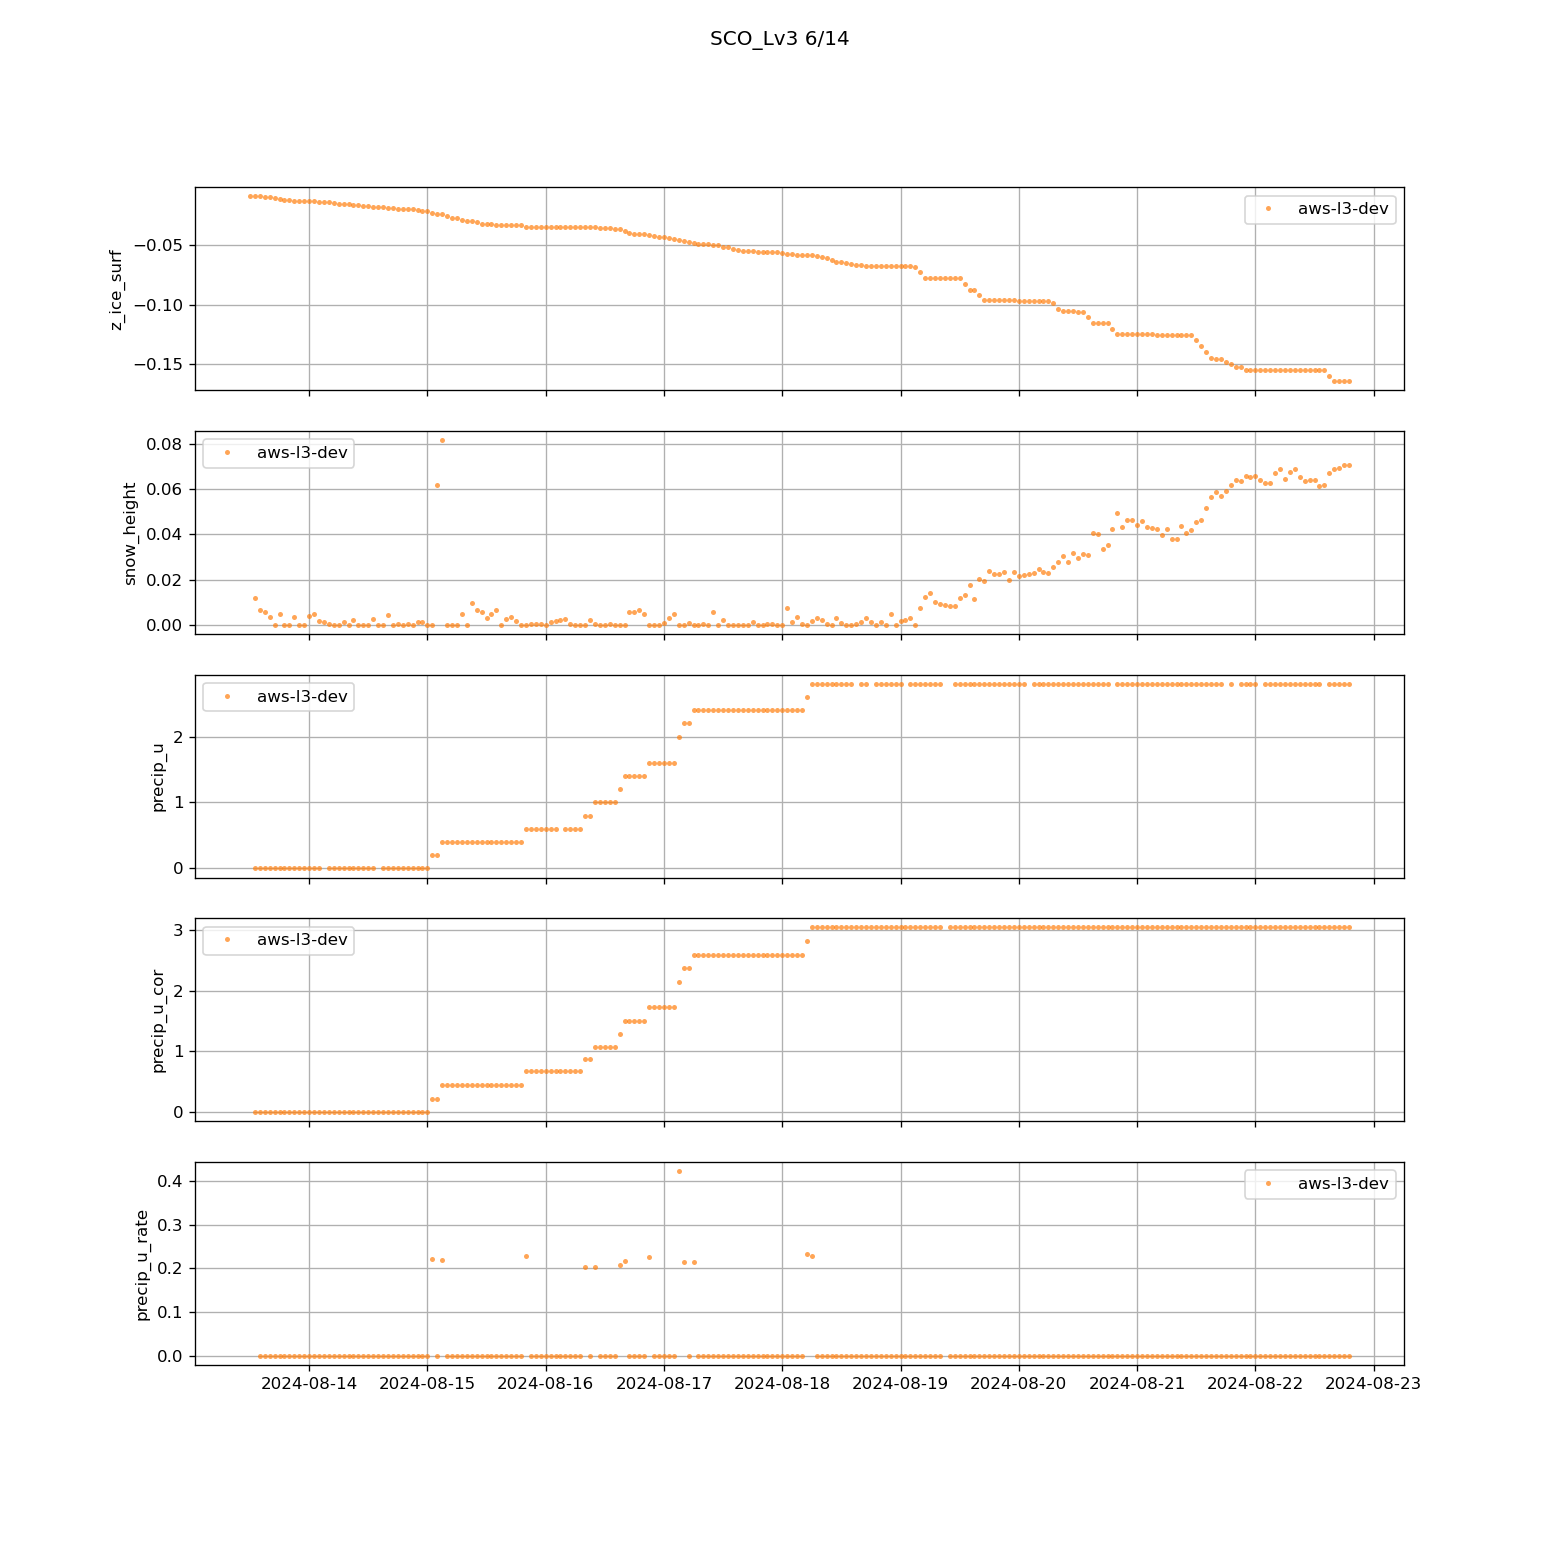 SCO_Lv3 6/14
z_ice_surf
−0.05
−0.10
−0.15
aws-l3-dev
snow_height
0.08
0.06
0.04
0.02
0.00
aws-l3-dev
precip_u
2
1
0
aws-l3-dev
precip_u_cor
3
2
1
0
aws-l3-dev
precip_u_rate
0.4
0.3
0.2
0.1
0.0
aws-l3-dev
2024-08-14 2024-08-15 2024-08-16 2024-08-17 2024-08-18 2024-08-19 2024-08-20 2024-08-21 2024-08-22 2024-08-23